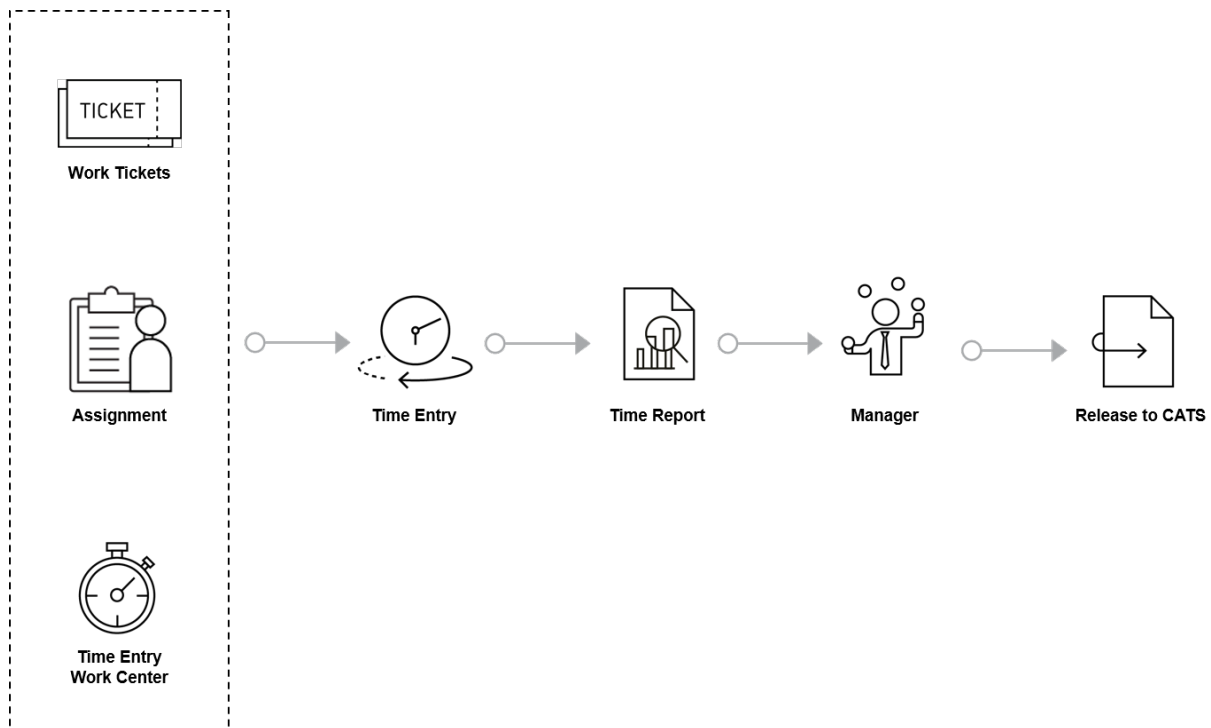 TICKET
Work Tickets
Assignment
Time Entry
Time Report
Manager
Release to CATS
Time Entry
Work Center